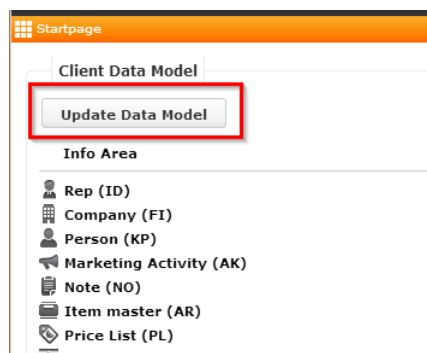 Startpage
Client Data Model
Update Data Model
Info Area
Rep (ID)
Company (FI)
Person (KP)
Marketing Activity (AK)
Note (NO)
Item master (AR)
Price List (PL)